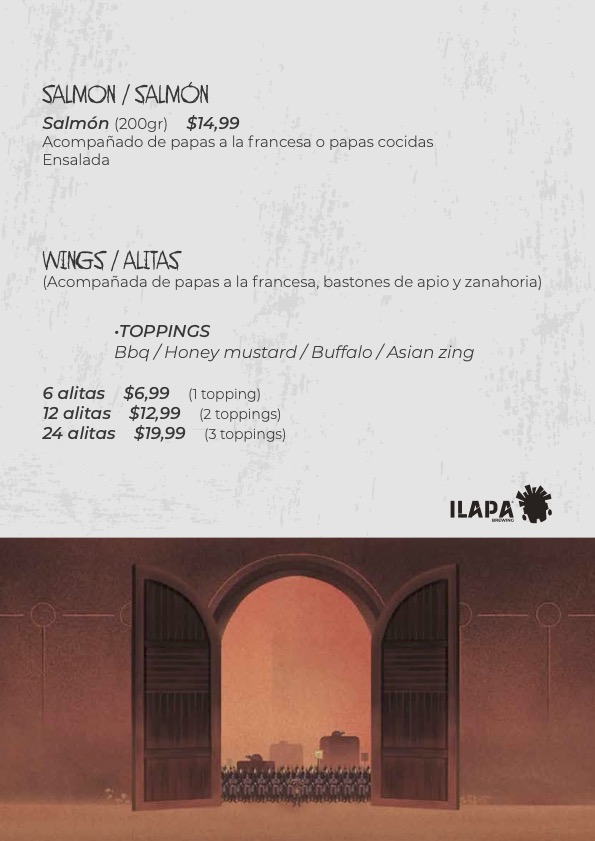 SALMON / SALMÓN
Salmón (200gr) $14,99
Acompañado de papas a la francesa o papas cocidas
Ensalada
WINGS / ALITAS
(Acompañada de papas a la francesa, bastones de apio y zanahoria)
•TOPPINGS
Bbq / Honey mustard / Buffalo / Asian zing
6 alitas $6,99 (1 topping)
12 alitas $12,99 (2 toppings)
24 alitas $19,99 (3 toppings)
ILAPA
BREWING